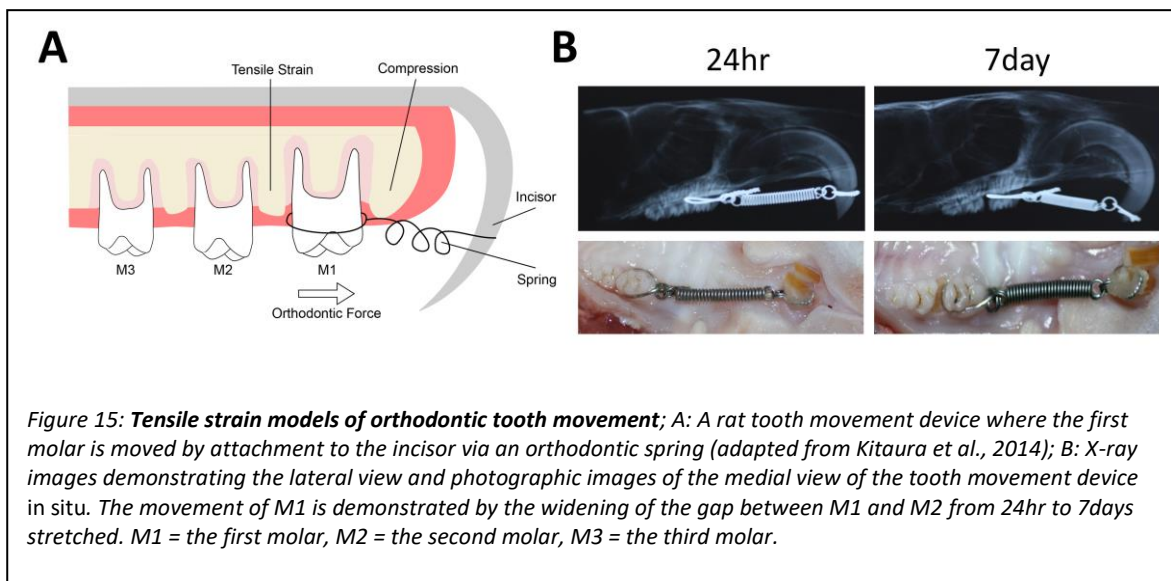 A
B
24hr
7day
Tensile Strain
Compression
Incisor
Spring
M3
M2
M1
Orthodontic Force
Figure 15: Tensile strain models of orthodontic tooth movement; A: A rat tooth movement device where the first
molar is moved by attachment to the incisor via an orthodontic spring (adapted from Kitaura et al., 2014); B: X-ray
images demonstrating the lateral view and photographic images of the medial view of the tooth movement device
in situ. The movement of M1 is demonstrated by the widening of the gap between M1 and M2 from 24hr to 7days
stretched. M1 = the first molar, M2 = the second molar, M3 = the third molar.